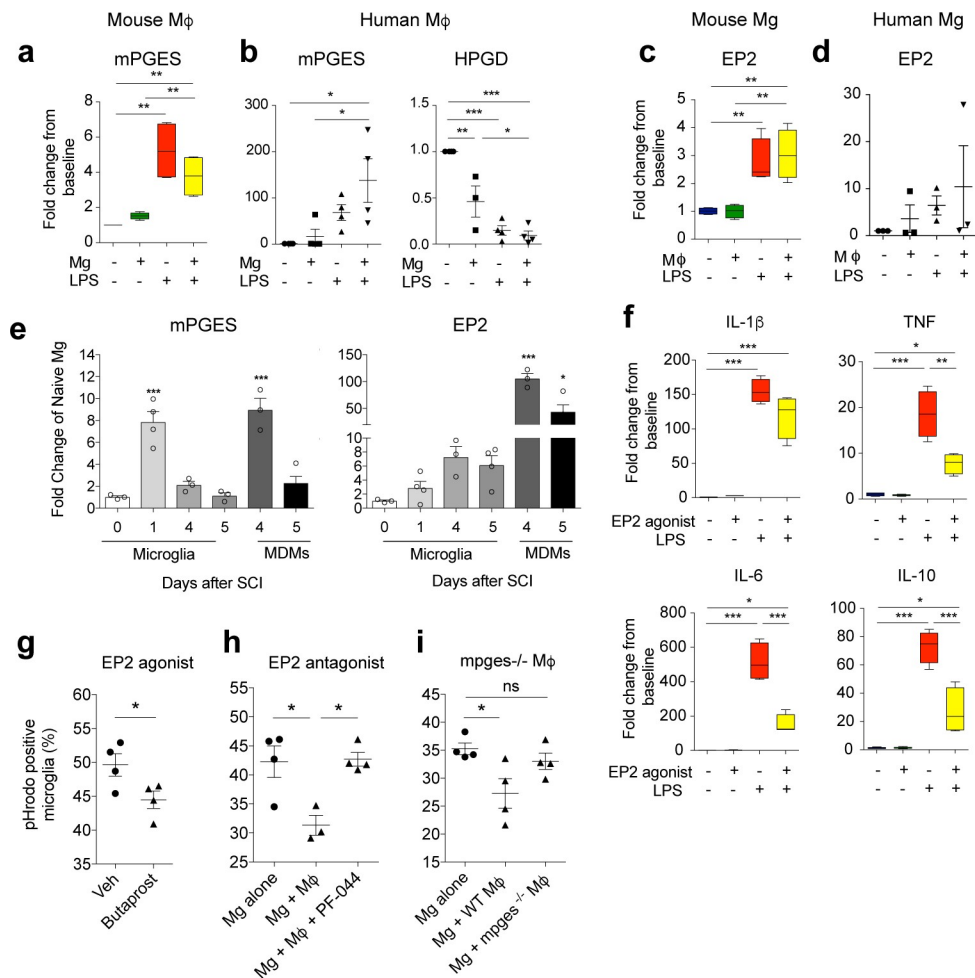 Mouse Mϕ
Human Mϕ
Mouse Mg
Human Mg
a
mPGES
Fold change from
baseline
8
6
4
2
0
**
**
**
Mg - + - +
LPS - - + +
b
mPGES
300
200
100
0
*
*
Mg - + - +
LPS - - + +
HPGD
1.5
1.0
0.5
0.0
***
***
** *
Mg - + - +
LPS - - + +
c
EP2
Fold change from
baseline
5
4
3
2
1
0
**
**
**
Mϕ - + - +
LPS - - + +
d
EP2
30
20
10
0
Mϕ - + - +
LPS - - + +
e
mPGES
Fold Change of Naive Mg
14
12
10
8
6
4
2
0
*** ***
0 1 4 5 4 5
Microglia MDMs
Days after SCI
EP2
150
100
50
8
6
4
2
0
*** *
0 1 4 5 4 5
Microglia MDMs
Days after SCI
f
IL-1β
Fold change from
baseline
200
150
100
50
0
***
***
EP2 agonist - + - +
LPS - - + +
TNF
30
20
10
0
*
*** **
- + - +
- - + +
IL-6
Fold change from
baseline
800
600
400
200
0
*
*** ***
EP2 agonist - + - +
LPS - - + +
IL-10
100
80
60
40
20
0
*
*** ***
- + - +
- - + +
g
EP2 agonist
pHrodo positive
microglia (%)
60
55
50
45
40
*
Veh
Butaprost
h
EP2 antagonist
50
45
40
35
30
25
* *
Mg alone
Mg + Mϕ
Mg + Mϕ + PF-044
i
mpges-/- Mϕ
45
40
35
30
25
20
15
ns
*
Mg alone
Mg + WT Mϕ
Mg + mpges -/- Mϕ